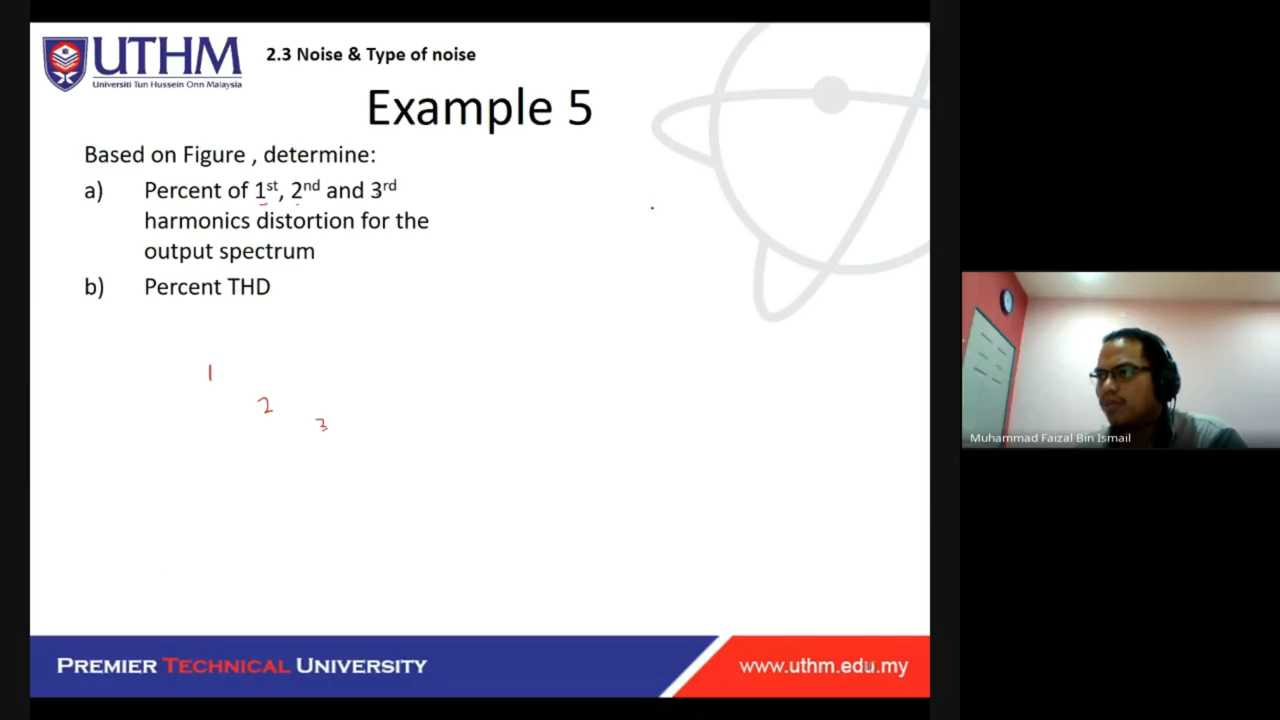 UTHM
Universiti Tun Hussein Onn Malaysia
2.3 Noise & Type of noise
Example 5
Based on Figure , determine:
a) Percent of 1st, 2nd and 3rd
harmonics distortion for the
output spectrum
b) Percent THD
1
2
3
Muhammad Faizal Bin Ismail
PREMIER TECHNICAL UNIVERSITY
www.uthm.edu.my